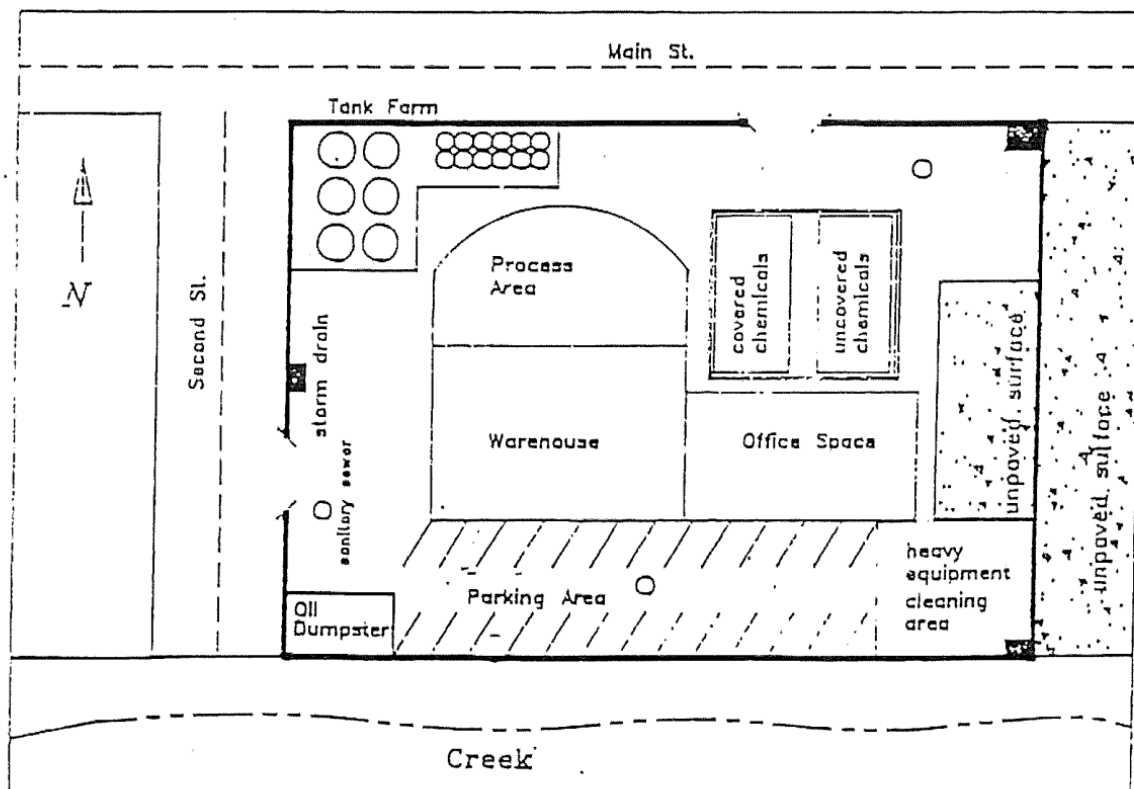 Main St.
Tank Farm
N
Second St.
storm drain
sanitary sewer
Process
Area
covered
chemicals
uncovered
chemicals
Warehouse
Office Space
unpaved surface
unpaved surface
heavy
equipment
cleaning
area
Parking Area
Oil
Dumpster
Creek